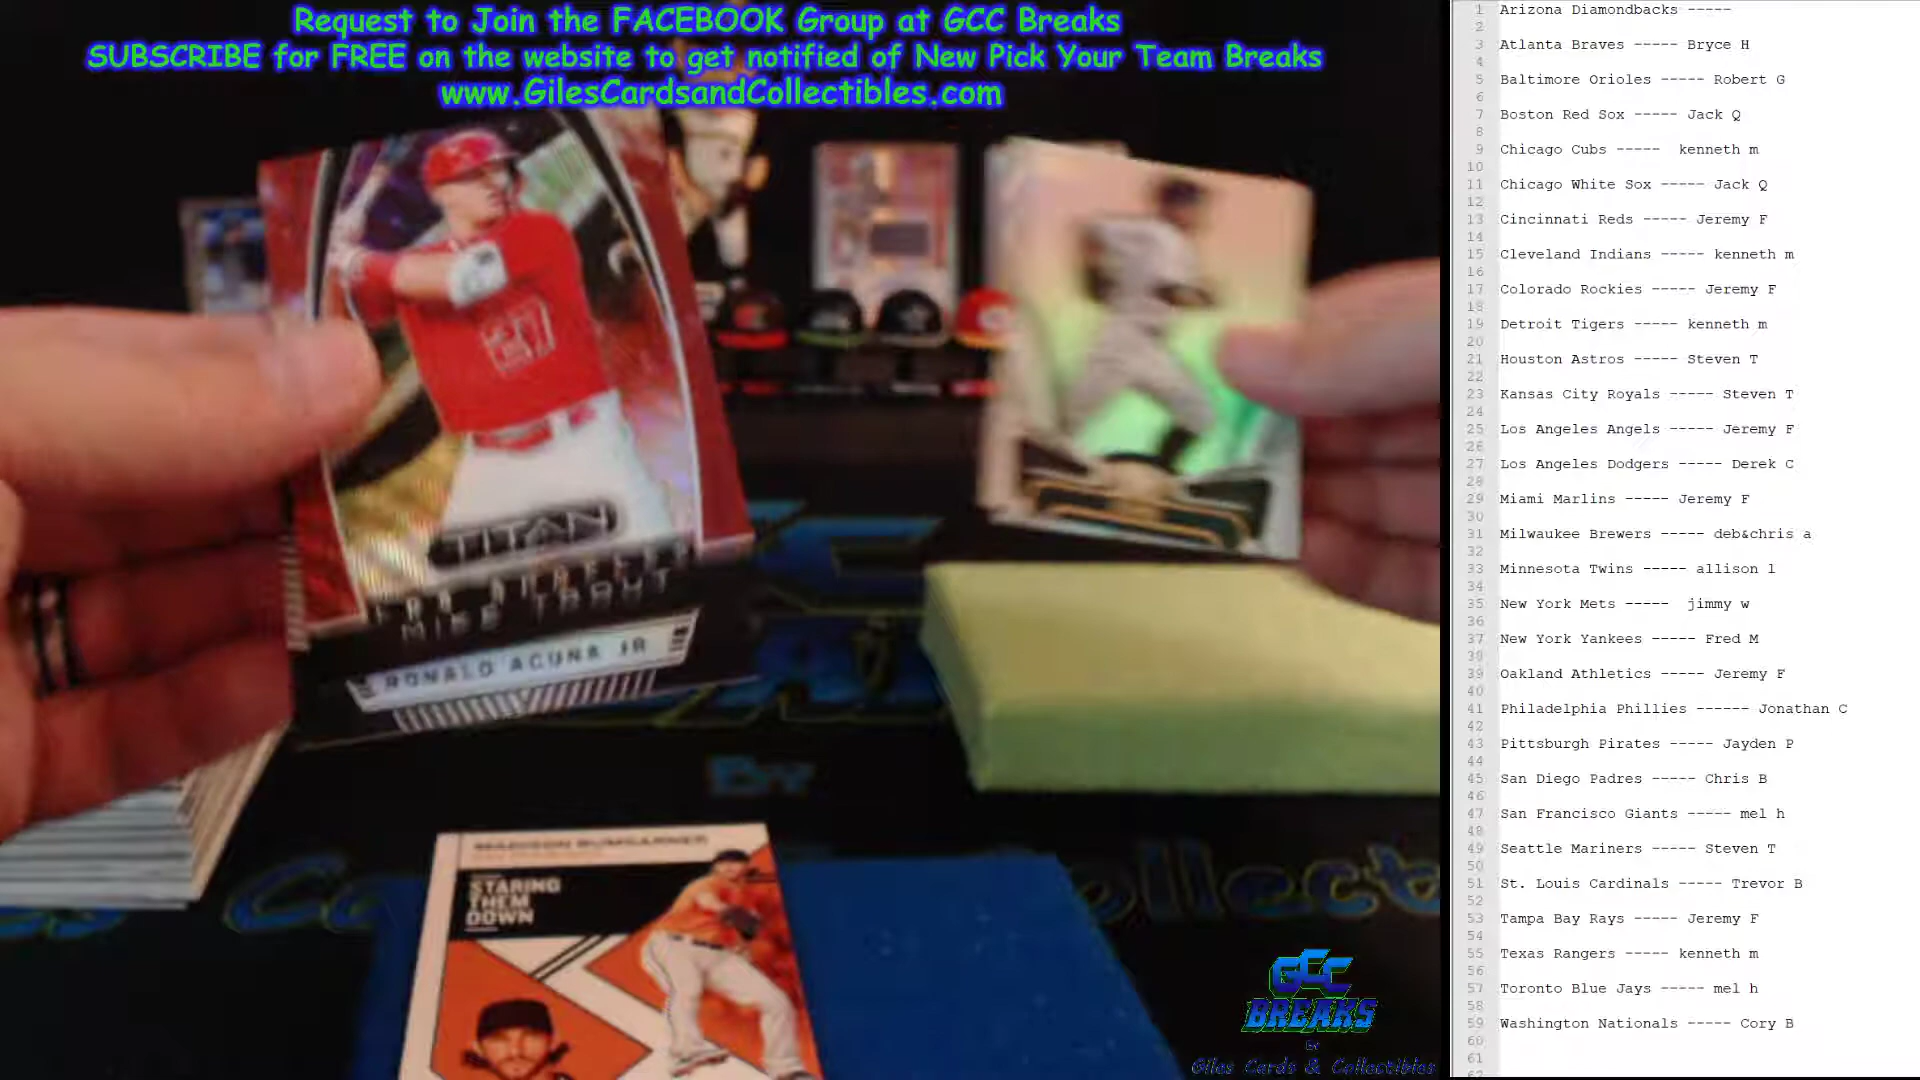 Request to Join the FACEBOOK Group at GCC Breaks
SUBSCRIBE for FREE on the website to get notified of New Pick Your Team Breaks
www.GilesCardsandCollectibles.com
TITAN
LOS ANGELES
MIKE TROUT
RONALD ACUNA JR
BY
MADISON BUMGARNER
STARING
THEM
DOWN
GCC
BREAKS
BY
Giles Cards & Collectibles
1 Arizona Diamondbacks -----
2
3 Atlanta Braves ----- Bryce H
4
5 Baltimore Orioles ----- Robert G
6
7 Boston Red Sox ----- Jack Q
8
9 Chicago Cubs ----- kenneth m
10
11 Chicago White Sox ----- Jack Q
12
13 Cincinnati Reds ----- Jeremy F
14
15 Cleveland Indians ----- kenneth m
16
17 Colorado Rockies ----- Jeremy F
18
19 Detroit Tigers ----- kenneth m
20
21 Houston Astros ----- Steven T
22
23 Kansas City Royals ----- Steven T
24
25 Los Angeles Angels ----- Jeremy F
26
27 Los Angeles Dodgers ----- Derek C
28
29 Miami Marlins ----- Jeremy F
30
31 Milwaukee Brewers ----- deb&chris a
32
33 Minnesota Twins ----- allison l
34
35 New York Mets ----- jimmy w
36
37 New York Yankees ----- Fred M
38
39 Oakland Athletics ----- Jeremy F
40
41 Philadelphia Phillies ------ Jonathan C
42
43 Pittsburgh Pirates ----- Jayden P
44
45 San Diego Padres ----- Chris B
46
47 San Francisco Giants ----- mel h
48
49 Seattle Mariners ----- Steven T
50
51 St. Louis Cardinals ----- Trevor B
52
53 Tampa Bay Rays ----- Jeremy F
54
55 Texas Rangers ----- kenneth m
56
57 Toronto Blue Jays ----- mel h
58
59 Washington Nationals ----- Cory B
60
61
62